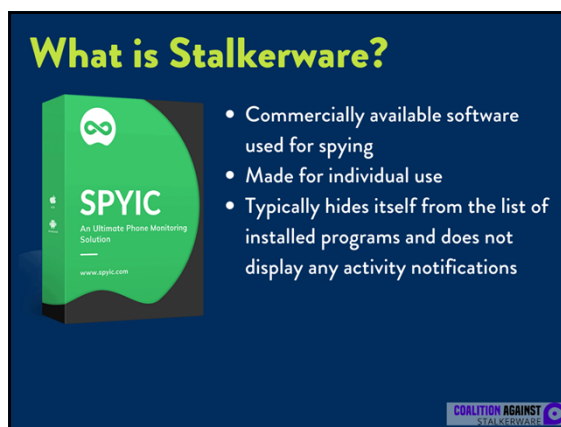 What is Stalkerware?
SPYIC
An Ultimate Phone Monitoring
Solution
www.spyic.com
• Commercially available software
used for spying
• Made for individual use
• Typically hides itself from the list of
installed programs and does not
display any activity notifications
COALITION AGAINST
STALKERWARE